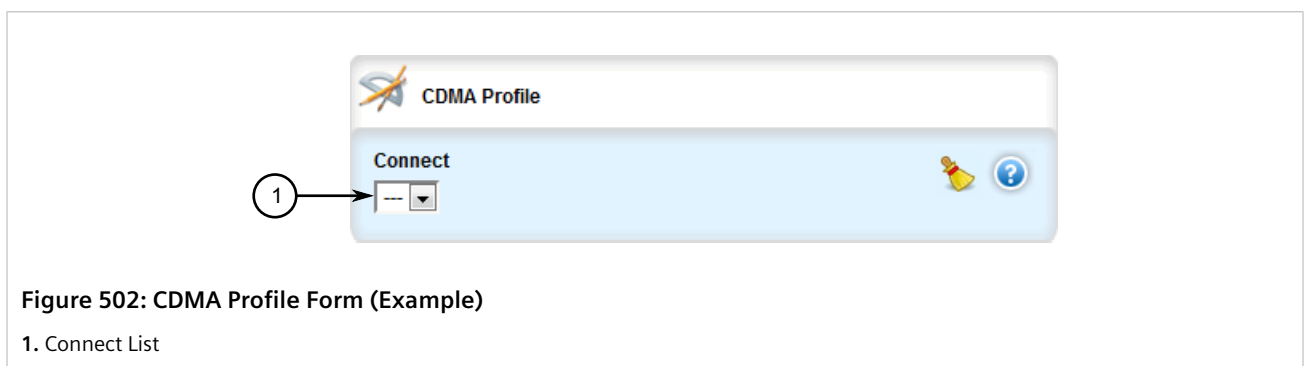 CDMA Profile
Connect
1
---
?
Figure 502: CDMA Profile Form (Example)
1. Connect List